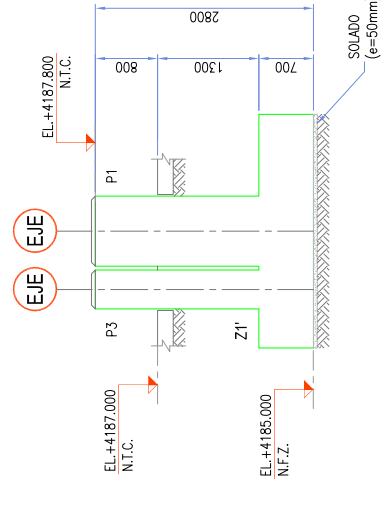 EJE
EJE
EL.+4187.800
N.T.C.
P3
P1
EL.+4187.000
N.T.C.
Z1'
EL.+4185.000
N.F.Z.
800
1300
700
2800
SOLADO
(e=50mm